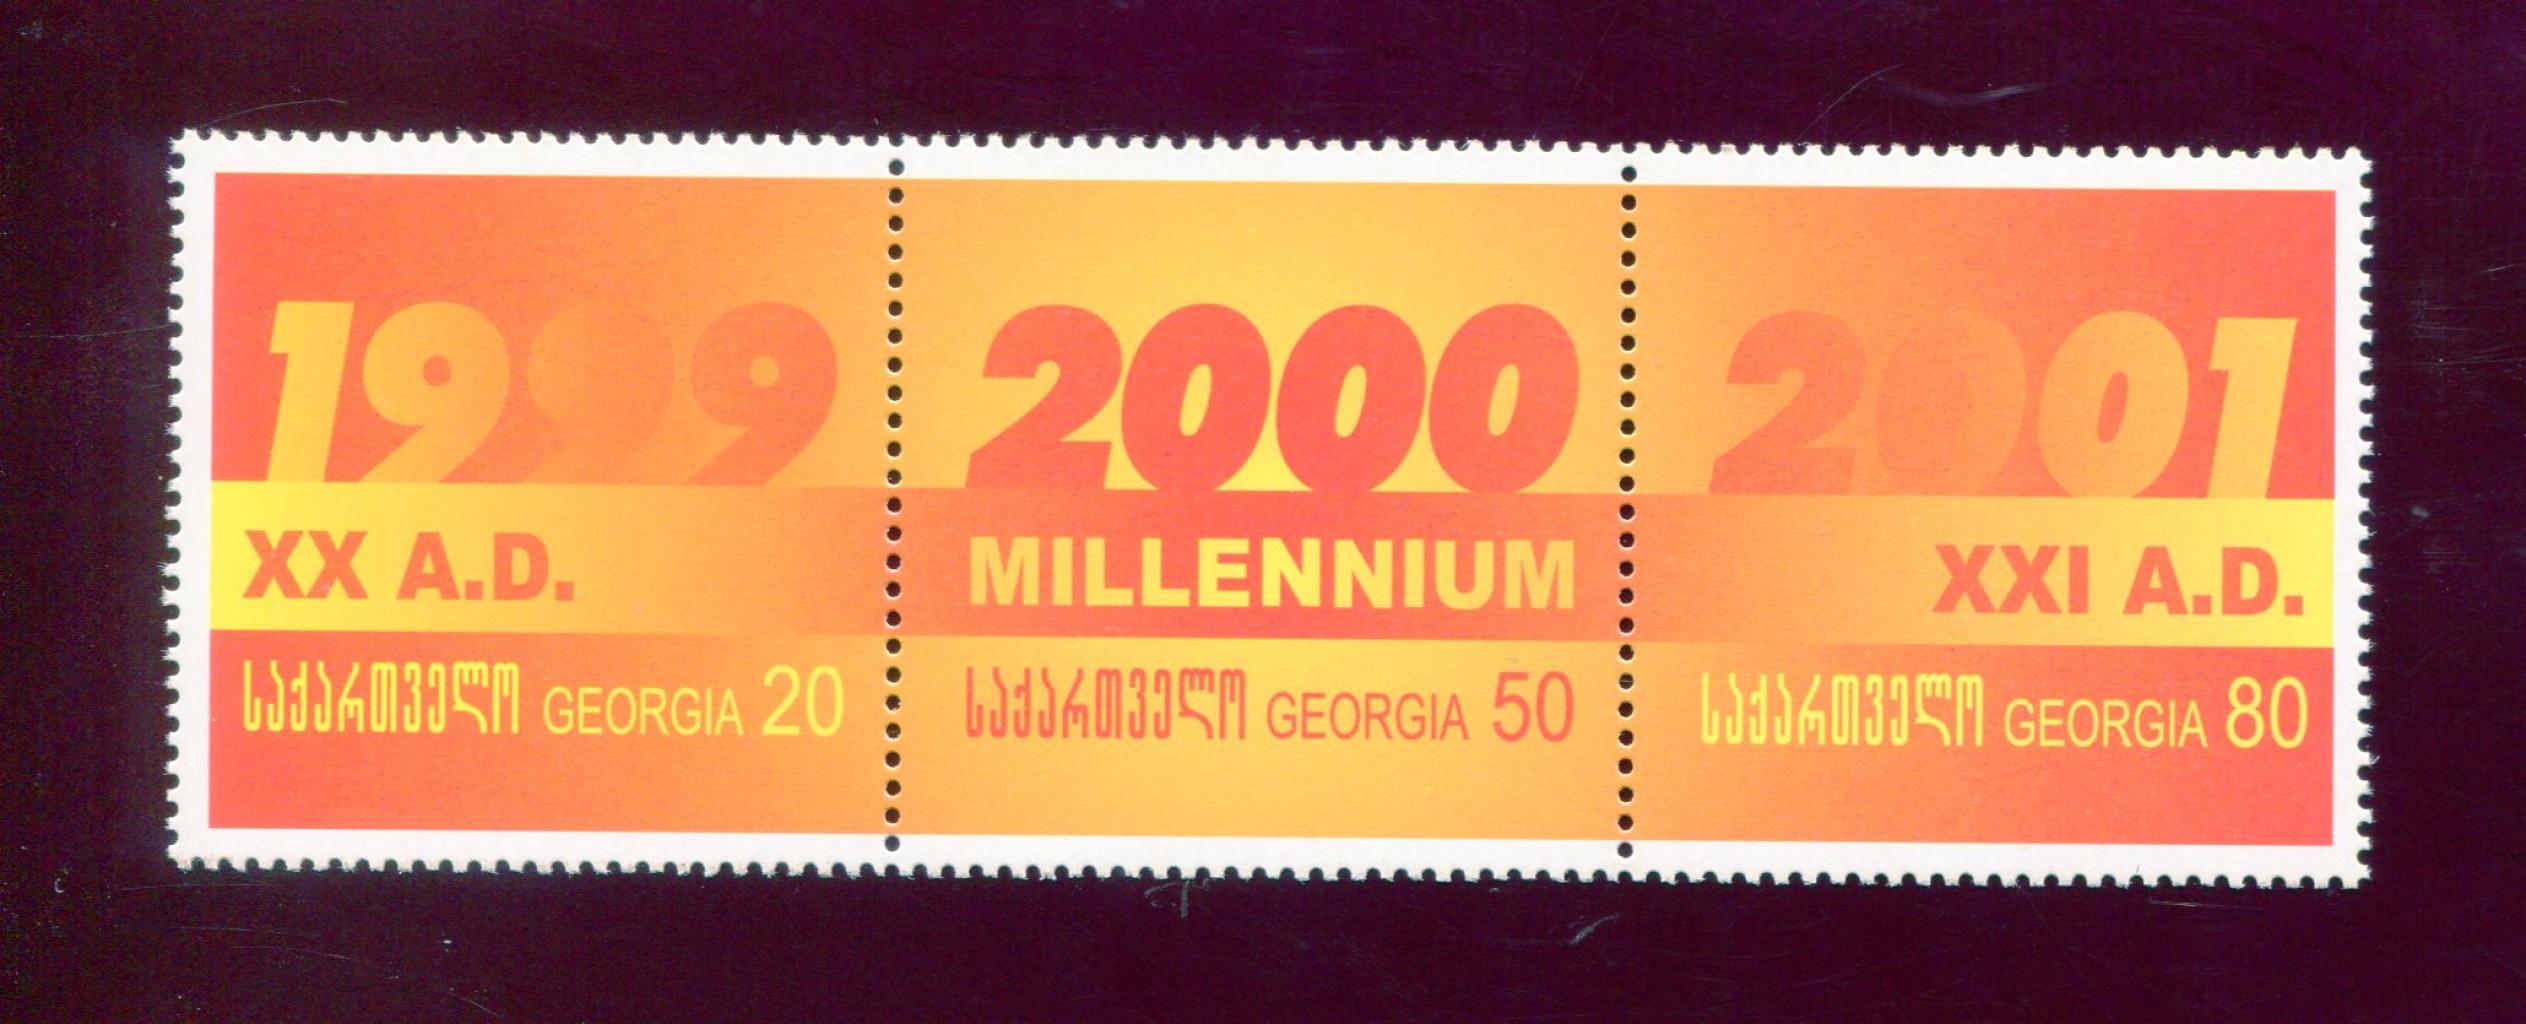 1999
XX A.D.
საქართველო GEORGIA 20
2000
MILLENNIUM
საქართველო GEORGIA 50
2001
XXI A.D.
საქართველო GEORGIA 80